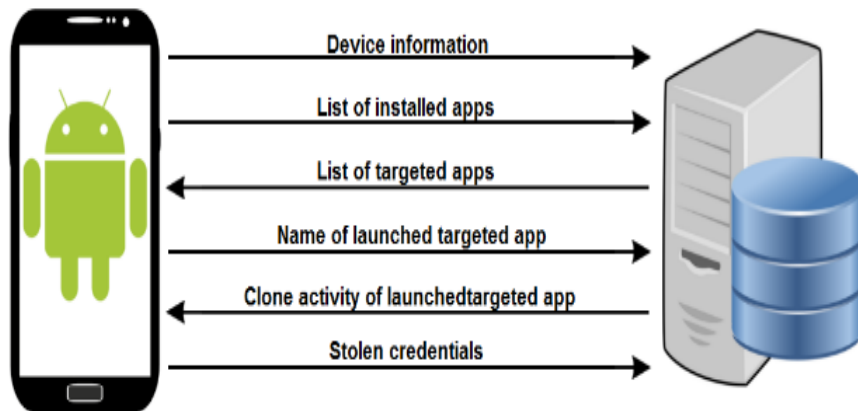 Device information
List of installed apps
List of targeted apps
Name of launched targeted app
Clone activity of launchedtargeted app
Stolen credentials